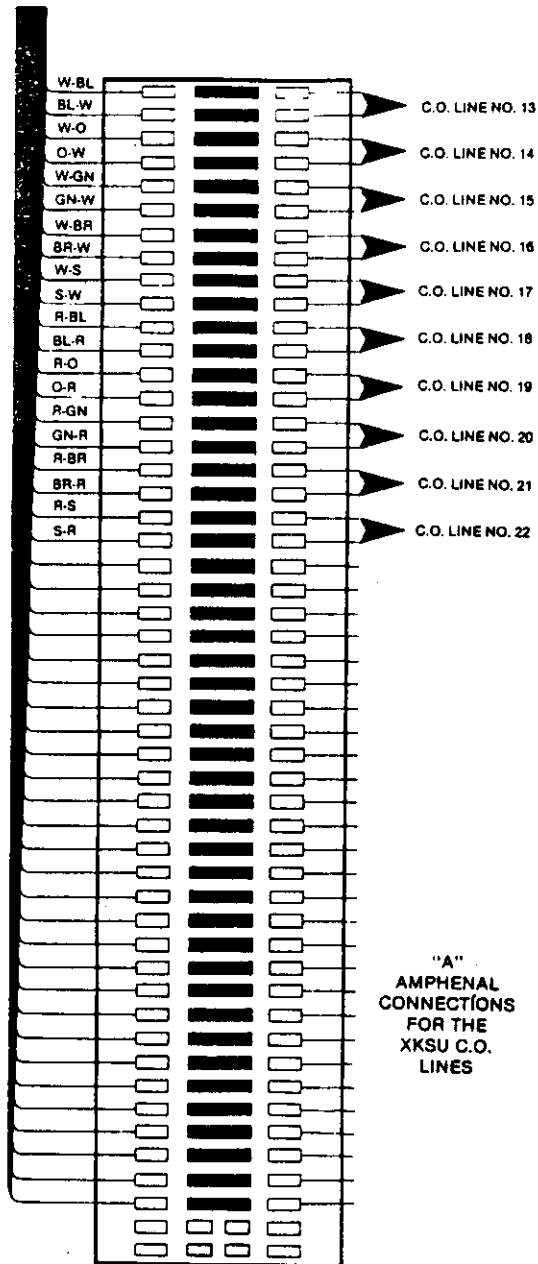 W-BL
BL-W
C.O. LINE NO. 13
W-O
O-W
C.O. LINE NO. 14
W-GN
GN-W
C.O. LINE NO. 15
W-BR
BR-W
C.O. LINE NO. 16
W-S
S-W
C.O. LINE NO. 17
R-BL
BL-R
C.O. LINE NO. 18
R-O
O-R
C.O. LINE NO. 19
R-GN
GN-R
C.O. LINE NO. 20
R-BR
BR-R
C.O. LINE NO. 21
R-S
S-R
C.O. LINE NO. 22
"A"
AMPHENAL
CONNECTIONS
FOR THE
XKSU C.O.
LINES